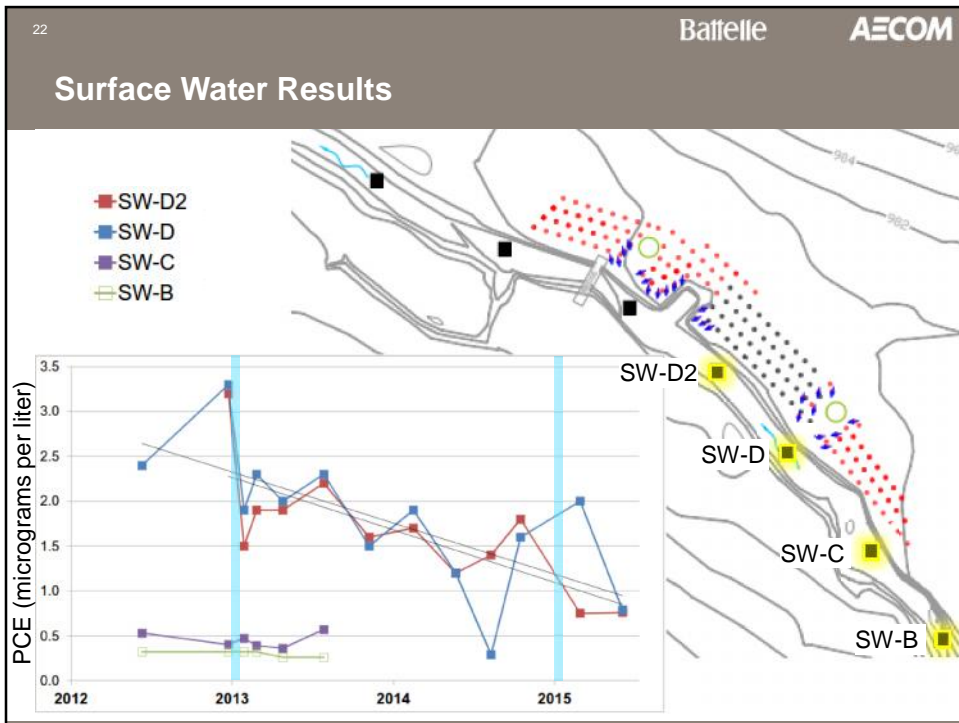 22
Battelle
AECOM
Surface Water Results
SW-D2
SW-D
SW-C
SW-B
984
982
SW-D2
SW-D
SW-C
SW-B
PCE (micrograms per liter)
3.5
3.0
2.5
2.0
1.5
1.0
0.5
0.0
2012
2013
2014
2015